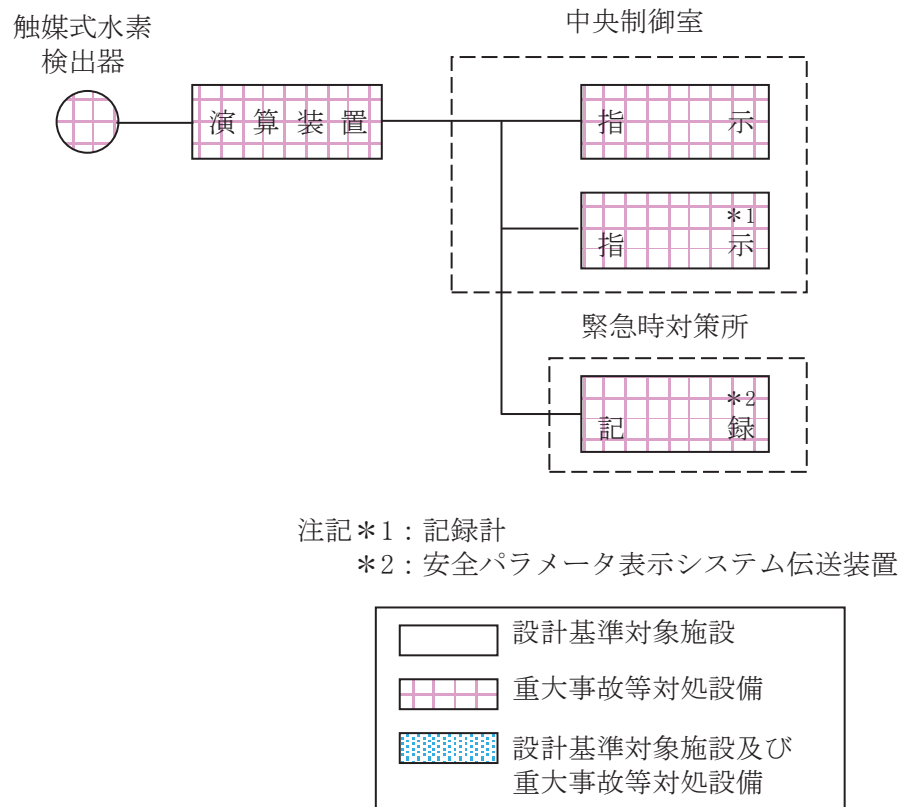 触媒式水素
検出器
中央制御室
演算装置
指示
*1
指示
緊急時対策所
*2
記録
注記*1:記録計
*2:安全パラメータ表示システム伝送装置
設計基準対象施設
重大事故等対処設備
設計基準対象施設及び
重大事故等対処設備